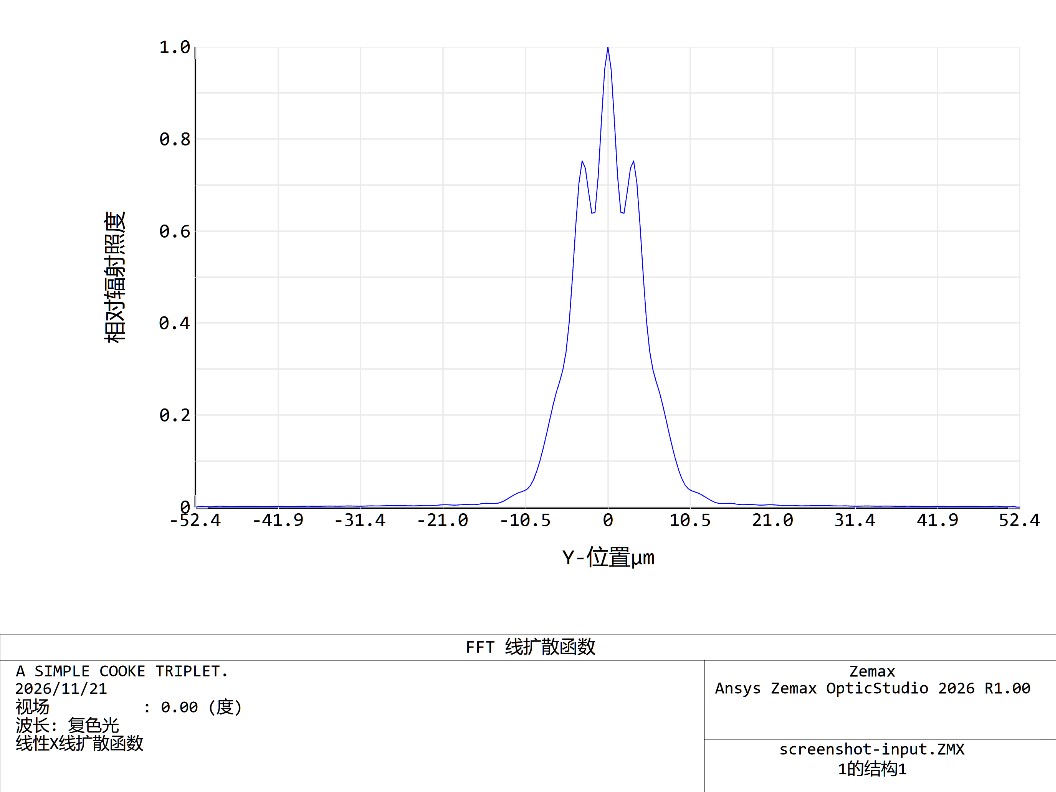 1.0
0.8
0.6
0.4
0.2
0
相对辐射照度
-52.4 -41.9 -31.4 -21.0 -10.5 0 10.5 21.0 31.4 41.9 52.4
Y-位置µm
FFT 线扩散函数
A SIMPLE COOKE TRIPLET.
2026/11/21
视场 : 0.00 (度)
波长: 复色光
线性X线扩散函数
Zemax
Ansys Zemax OpticStudio 2026 R1.00
screenshot-input.ZMX
1的结构1